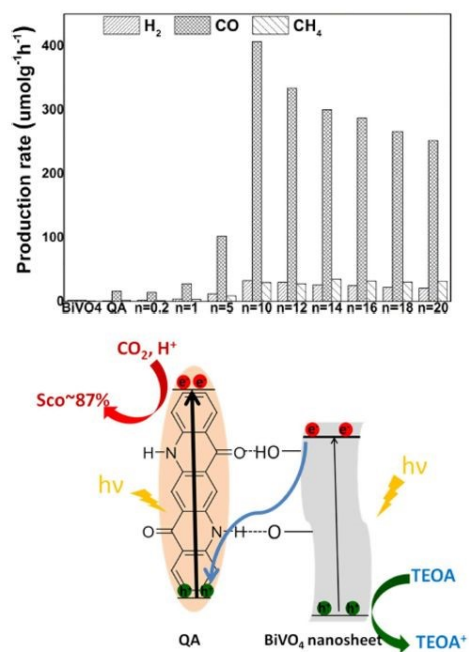 H₂ CO CH₄
Production rate (umolg⁻¹h⁻¹)
400
300
200
100
0
BiVO4 QA n=0.2 n=1 n=5 n=10 n=12 n=14 n=16 n=18 n=20
CO₂, H⁺
e⁻ e⁻
Sco~87%
H-N
O---HO
e⁻ e⁻
hν
hν
O
N-H----O
h⁺ h⁺
TEOA
h⁺ h⁺
QA
BiVO₄ nanosheet
TEOA⁺